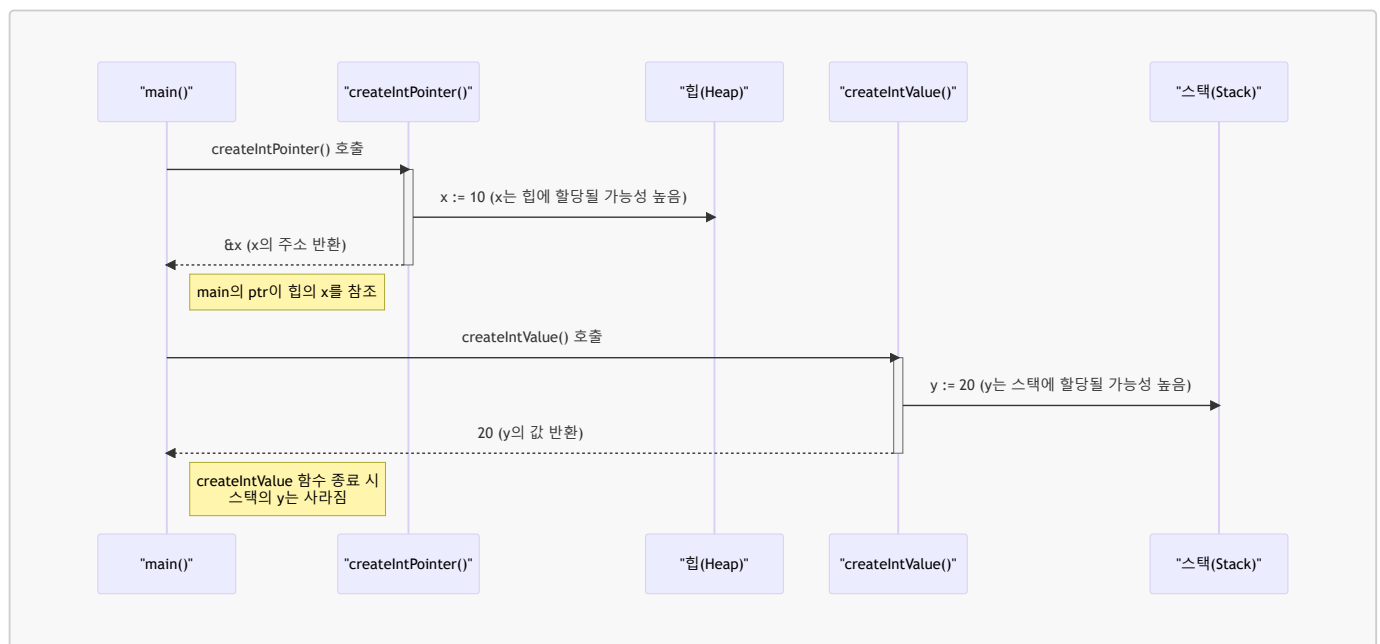 "main()"
"createIntPointer()"
"힙(Heap)"
"createIntValue()"
"스택(Stack)"
createIntPointer() 호출
x := 10 (x는 힙에 할당될 가능성 높음)
&x (x의 주소 반환)
main의 ptr이 힙의 x를 참조
createIntValue() 호출
y := 20 (y는 스택에 할당될 가능성 높음)
20 (y의 값 반환)
createIntValue 함수 종료 시
스택의 y는 사라짐
"main()"
"createIntPointer()"
"힙(Heap)"
"createIntValue()"
"스택(Stack)"